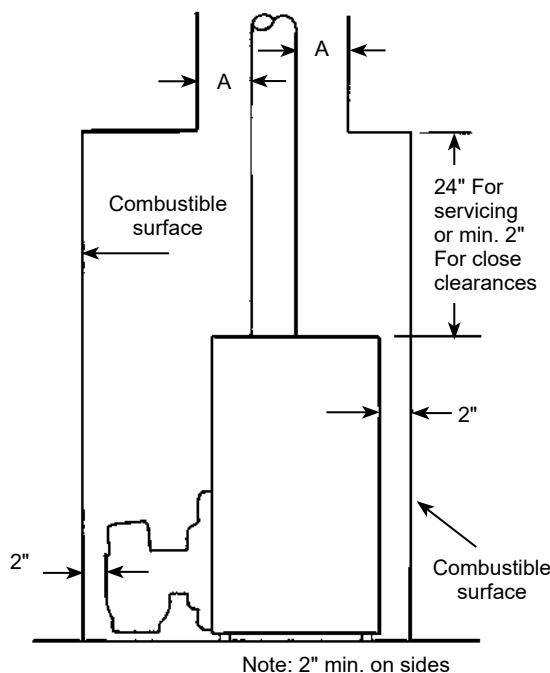 A
A
24" For
servicing
or min. 2"
For close
clearances
Combustible
surface
2"
2"
Combustible
surface
Note: 2" min. on sides